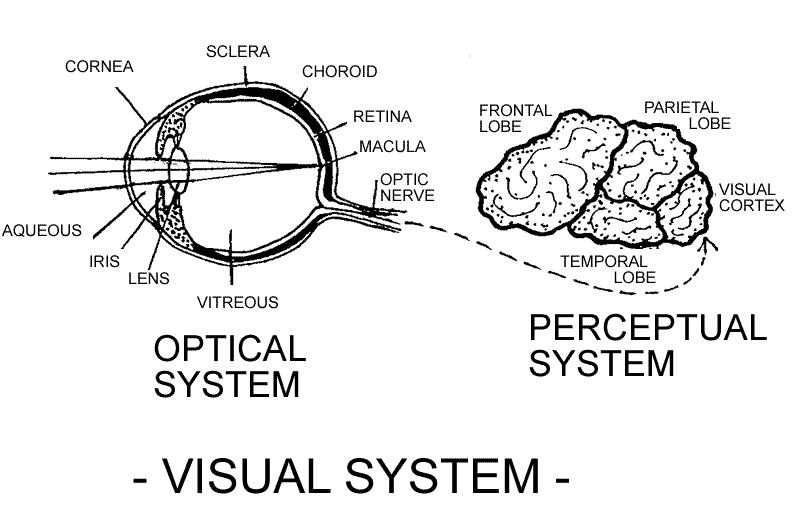 SCLERA
CORNEA
CHOROID
RETINA
MACULA
OPTIC
NERVE
AQUEOUS
IRIS
LENS
VITREOUS
OPTICAL
SYSTEM
FRONTAL
LOBE
PARIETAL
LOBE
VISUAL
CORTEX
TEMPORAL
LOBE
PERCEPTUAL
SYSTEM
- VISUAL SYSTEM -